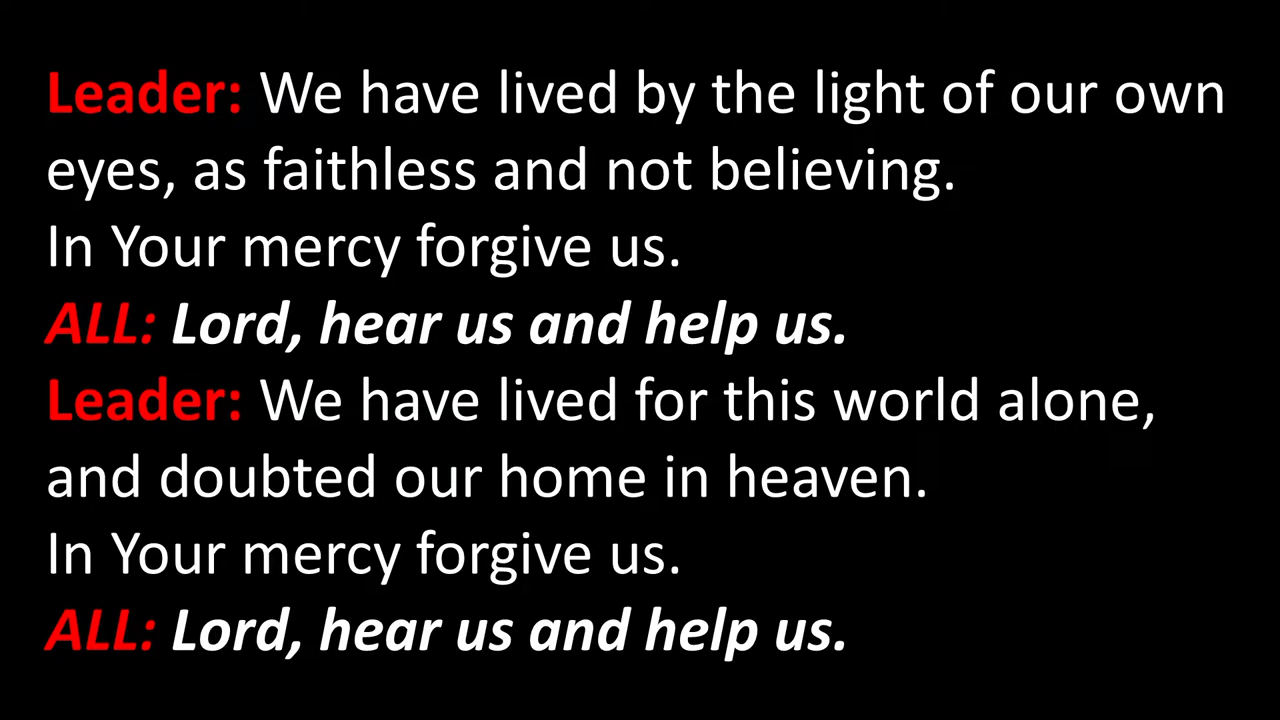 Leader: We have lived by the light of our own
eyes, as faithless and not believing.
In Your mercy forgive us.
ALL: Lord, hear us and help us.
Leader: We have lived for this world alone,
and doubted our home in heaven.
In Your mercy forgive us.
ALL: Lord, hear us and help us.